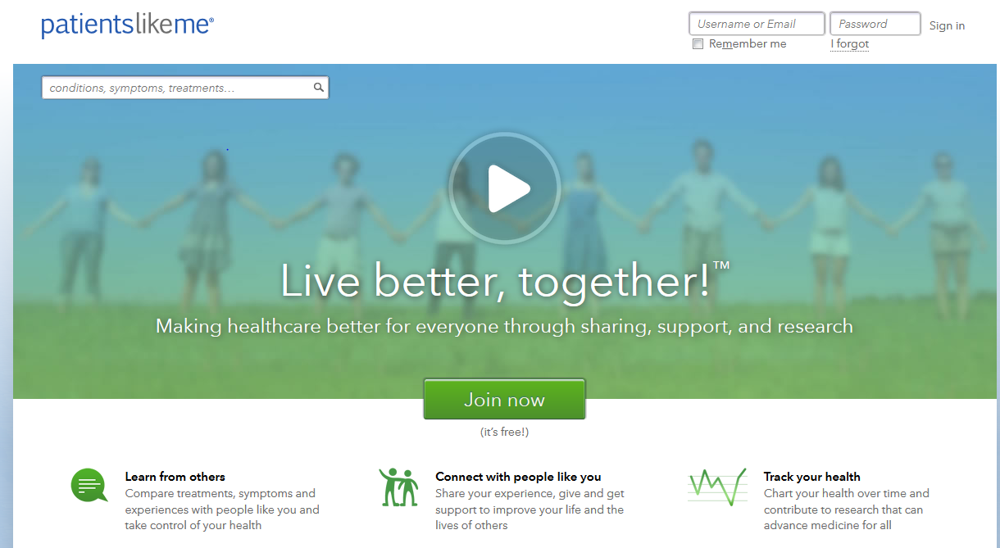 patientslikeme®
Username or Email
Password
Sign in
Remember me
I forgot
conditions, symptoms, treatments...
Live better, together!™
Making healthcare better for everyone through sharing, support, and research
Join now
(it's free!)
Learn from others
Compare treatments, symptoms and
experiences with people like you and
take control of your health
Connect with people like you
Share your experience, give and get
support to improve your life and the
lives of others
Track your health
Chart your health over time and
contribute to research that can
advance medicine for all